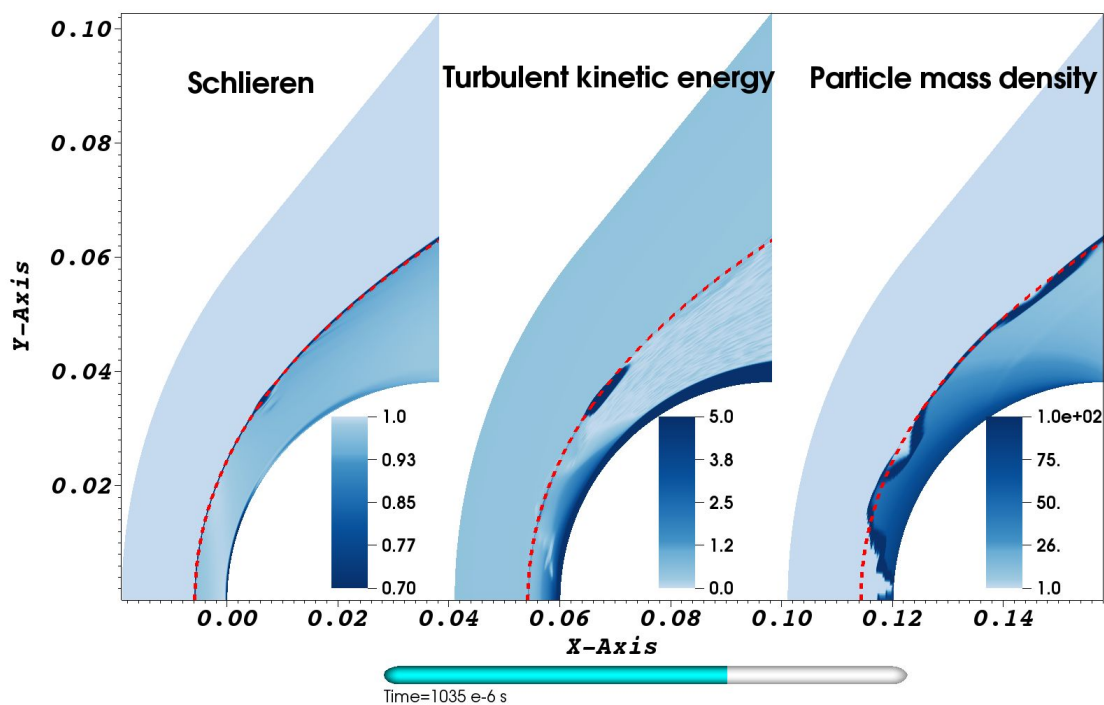 0.10
0.08
0.06
0.04
0.02
Y-Axis
Schlieren
Turbulent kinetic energy
Particle mass density
1.0
0.93
0.85
0.77
0.70
5.0
3.8
2.5
1.2
0.0
1.0e+02
75.
50.
26.
1.0
0.00 0.02 0.04 0.06 0.08 0.10 0.12 0.14
X-Axis
Time=1035 e-6 s